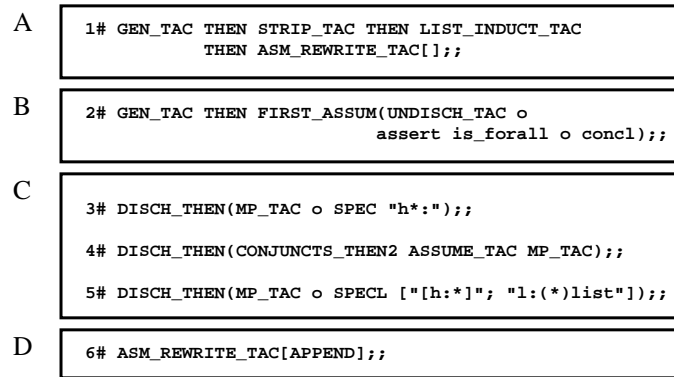 A
1# GEN_TAC THEN STRIP_TAC THEN LIST_INDUCT_TAC
THEN ASM_REWRITE_TAC[];;
B
2# GEN_TAC THEN FIRST_ASSUM(UNDISCH_TAC o
assert is_forall o concl);;
C
3# DISCH_THEN(MP_TAC o SPEC "h*:");;
4# DISCH_THEN(CONJUNCTS_THEN2 ASSUME_TAC MP_TAC);;
5# DISCH_THEN(MP_TAC o SPECL ["[h:*]"; "l:(*)list"]);;
D
6# ASM_REWRITE_TAC[APPEND];;